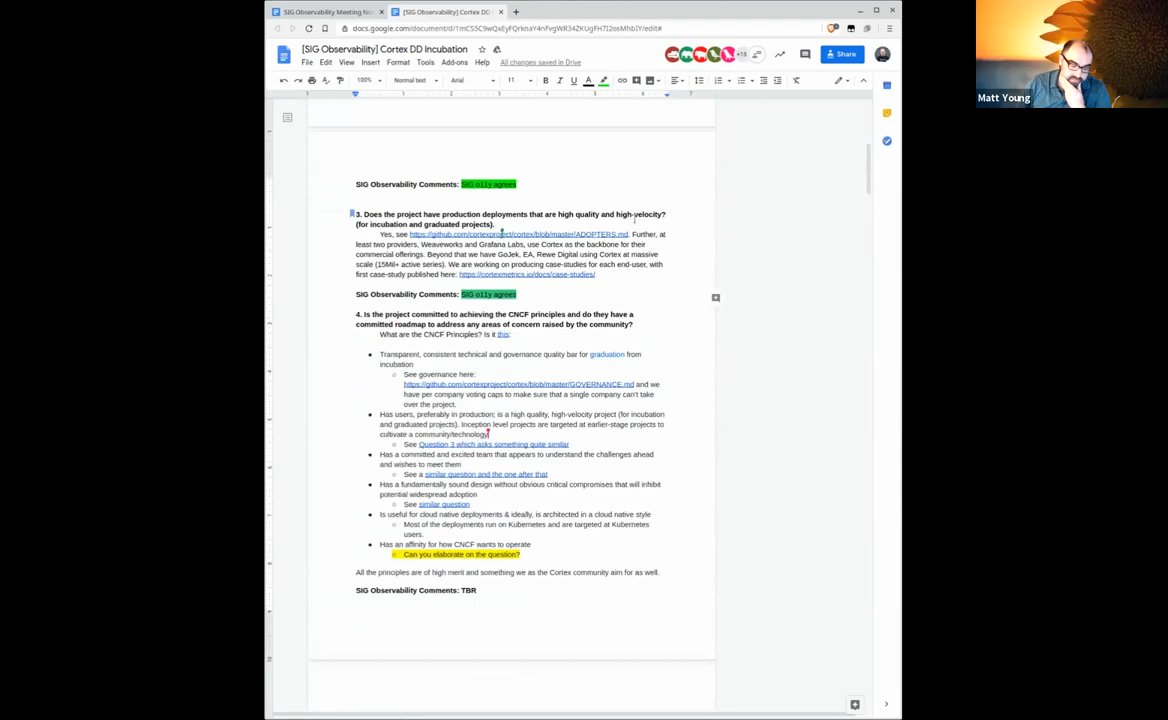 SIG Observability Meeting No
[SIG Observability] Cortex DD I
docs.google.com/document/d/1mCS5C9wQxEyFQrknaY4nFvgWR34ZKUgFH7l2osMhbIY/edit#
[SIG Observability] Cortex DD Incubation
File Edit View Insert Format Tools Add-ons Help All changes saved in Drive
+15
Share
100% Normal text Arial 11
Matt Young
SIG Observability Comments: SIG o11y agrees
3. Does the project have production deployments that are high quality and high-velocity?
(for incubation and graduated projects).
Yes, see https://github.com/cortexproject/cortex/blob/master/ADOPTERS.md. Further, at
least two providers, Weaveworks and Grafana Labs, use Cortex as the backbone for their
commercial offerings. Beyond that we have GoJek, EA, Rewe Digital using Cortex at massive
scale (15Mil+ active series). We are working on producing case-studies for each end-user, with
first case-study published here: https://cortexmetrics.io/docs/case-studies/
SIG Observability Comments: SIG o11y agrees
4. Is the project committed to achieving the CNCF principles and do they have a
committed roadmap to address any areas of concern raised by the community?
What are the CNCF Principles? Is it this:
● Transparent, consistent technical and governance quality bar for graduation from
incubation
○ See governance here:
https://github.com/cortexproject/cortex/blob/master/GOVERNANCE.md and we
have per company voting caps to make sure that a single company can't take
over the project.
● Has users, preferably in production; is a high quality, high-velocity project (for incubation
and graduated projects). Inception level projects are targeted at earlier-stage projects to
cultivate a community/technology
○ See Question 3 which asks something quite similar
● Has a committed and excited team that appears to understand the challenges ahead
and wishes to meet them
○ See a similar question and the one after that
● Has a fundamentally sound design without obvious critical compromises that will inhibit
potential widespread adoption
○ See similar question
● Is useful for cloud native deployments & ideally, is architected in a cloud native style
○ Most of the deployments run on Kubernetes and are targeted at Kubernetes
users.
● Has an affinity for how CNCF wants to operate
○ Can you elaborate on the question?
All the principles are of high merit and something we as the Cortex community aim for as well.
SIG Observability Comments: TBR